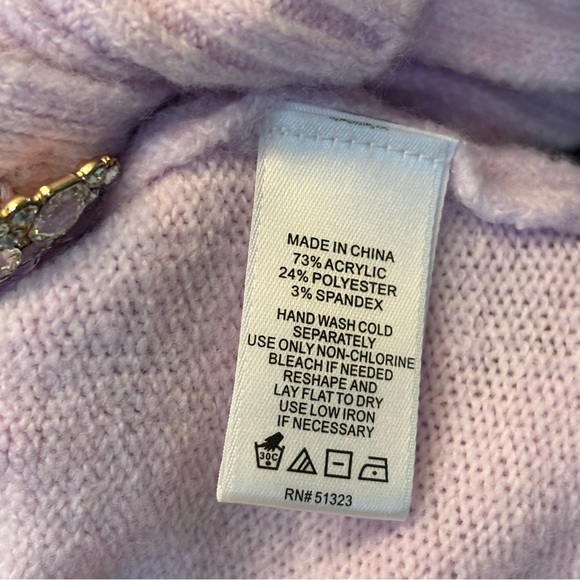 MADE IN CHINA
73% ACRYLIC
24% POLYESTER
3% SPANDEX
HAND WASH COLD
SEPARATELY
USE ONLY NON-CHLORINE
BLEACH IF NEEDED
RESHAPE AND
LAY FLAT TO DRY
USE LOW IRON
IF NECESSARY
30C
RN# 51323